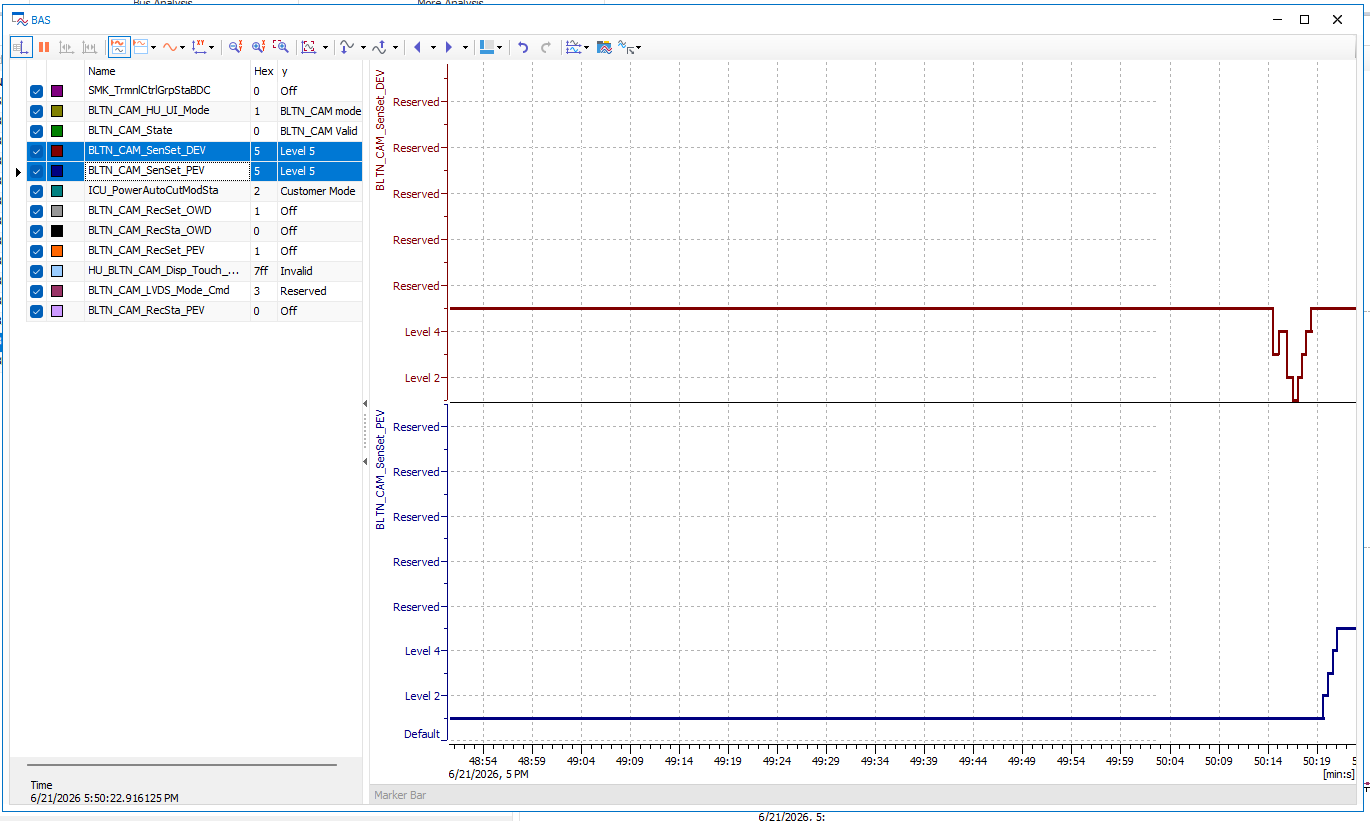 Bus Analysis More Analysis
BAS
Name Hex y
SMK_TrmnlCtrlGrpStaBDC 0 Off
BLTN_CAM_HU_UI_Mode 1 BLTN_CAM mode
BLTN_CAM_State 0 BLTN_CAM Valid
BLTN_CAM_SenSet_DEV 5 Level 5
BLTN_CAM_SenSet_PEV 5 Level 5
ICU_PowerAutoCutModSta 2 Customer Mode
BLTN_CAM_RecSet_OWD 1 Off
BLTN_CAM_RecSta_OWD 0 Off
BLTN_CAM_RecSet_PEV 1 Off
HU_BLTN_CAM_Disp_Touch_... 7ff Invalid
BLTN_CAM_LVDS_Mode_Cmd 3 Reserved
BLTN_CAM_RecSta_PEV 0 Off
Time
6/21/2026 5:50:22.916125 PM
BLTN_CAM_SenSet_DEV
Reserved
Reserved
Reserved
Reserved
Reserved
Level 4
Level 2
BLTN_CAM_SenSet_PEV
Reserved
Reserved
Reserved
Reserved
Reserved
Level 4
Level 2
Default
48:54 48:59 49:04 49:09 49:14 49:19 49:24 49:29 49:34 49:39 49:44 49:49 49:54 49:59 50:04 50:09 50:14 50:19 5
6/21/2026, 5 PM [min:s]
Marker Bar
6/21/2026, 5: